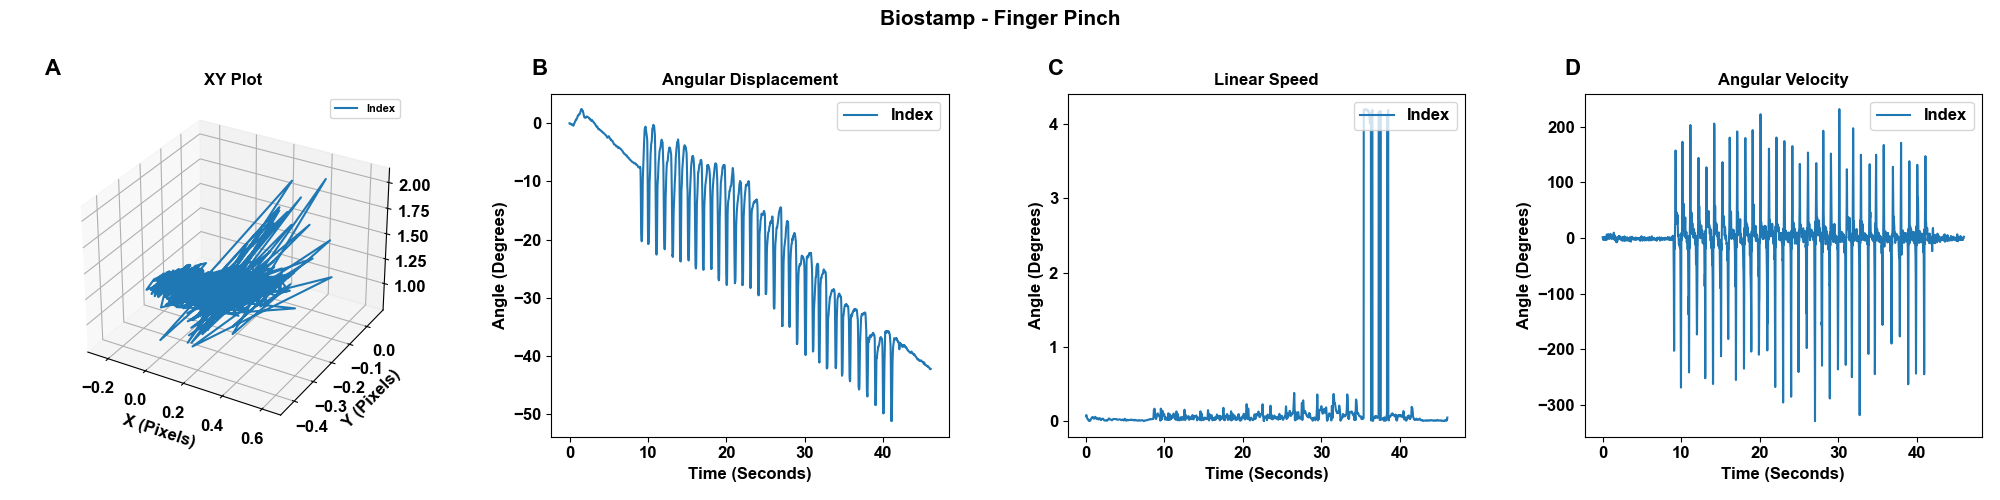 Biostamp - Finger Pinch
A
XY Plot
Index
2.00
1.75
1.50
1.25
1.00
−0.2
0.0
0.2
0.4
0.6
X (Pixels)
0.0
−0.1
−0.2
−0.3
−0.4
Y (Pixels)
B
Angular Displacement
Index
0
−10
−20
−30
−40
−50
Angle (Degrees)
0
10
20
30
40
Time (Seconds)
C
Linear Speed
Index
4
3
2
1
0
Angle (Degrees)
0
10
20
30
40
Time (Seconds)
D
Angular Velocity
Index
200
100
0
−100
−200
−300
Angle (Degrees)
0
10
20
30
40
Time (Seconds)